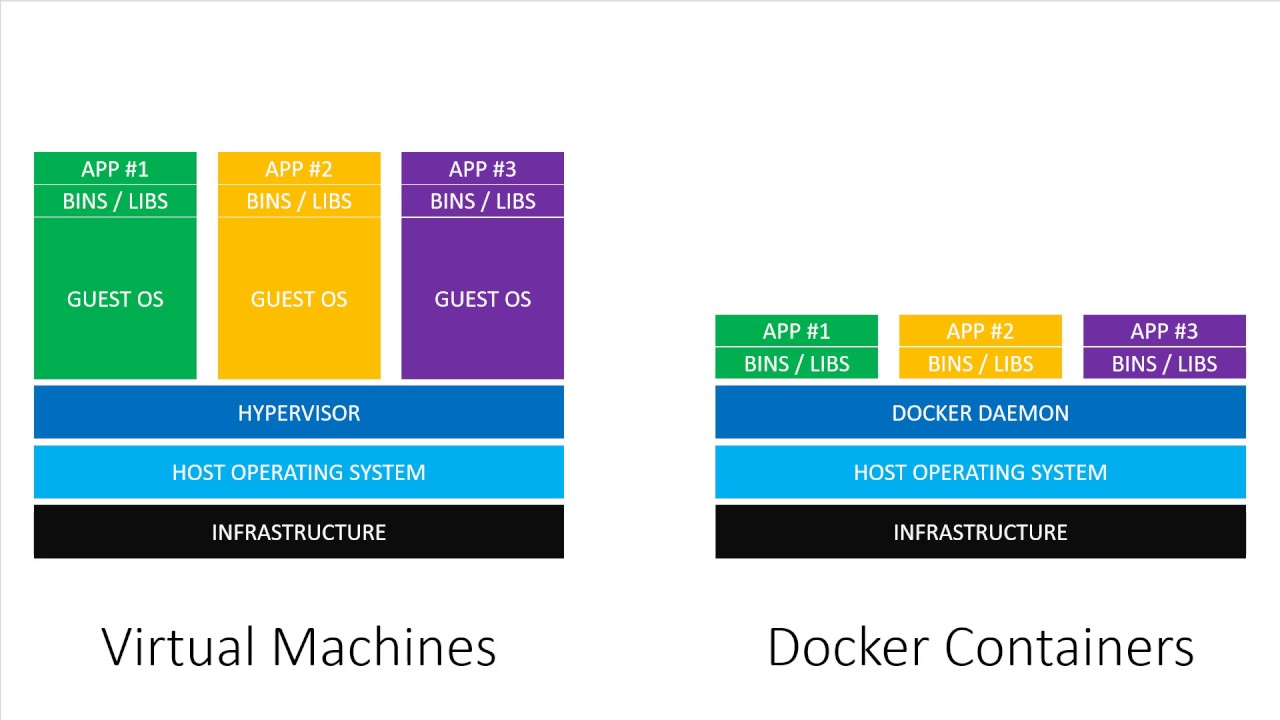 APP #1
BINS / LIBS
GUEST OS
APP #2
BINS / LIBS
GUEST OS
APP #3
BINS / LIBS
GUEST OS
HYPERVISOR
HOST OPERATING SYSTEM
INFRASTRUCTURE
Virtual Machines
APP #1
BINS / LIBS
APP #2
BINS / LIBS
APP #3
BINS / LIBS
DOCKER DAEMON
HOST OPERATING SYSTEM
INFRASTRUCTURE
Docker Containers